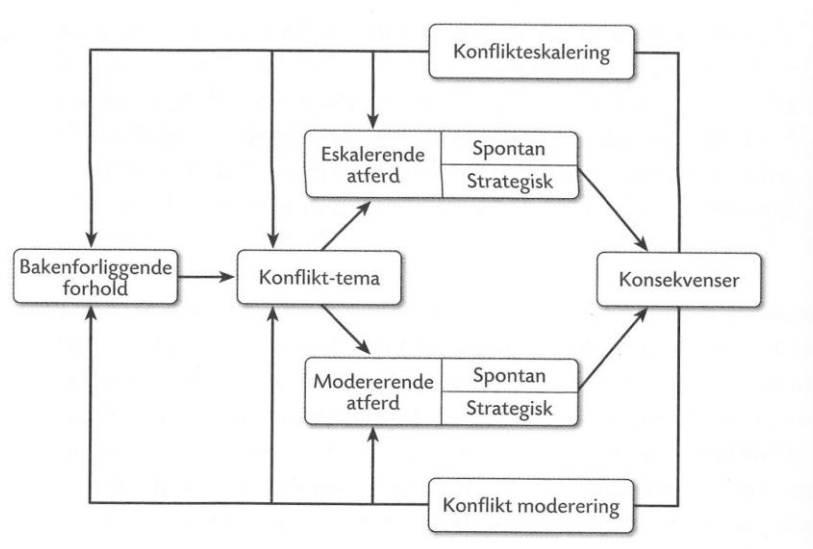 Konflikteskalering
Eskalerende
atferd
Spontan
Strategisk
Bakenforliggende
forhold
Konflikt-tema
Konsekvenser
Modererende
atferd
Spontan
Strategisk
Konflikt moderering